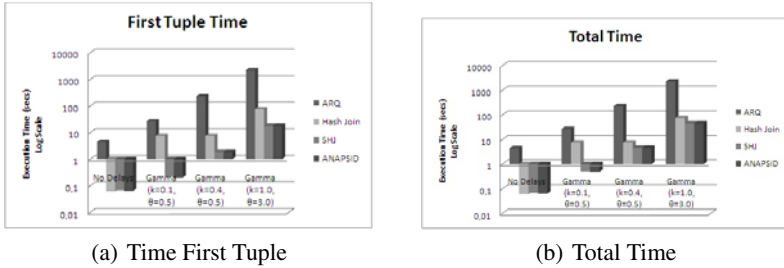 First Tuple Time
10000
1000
100
10
1
0,1
0,01
Execution Time (secs)
Log Scale
No Delays
Gamma
(k=0.1,
θ=0.5)
Gamma
(k=0.4,
θ=0.5)
Gamma
(k=1.0,
θ=3.0)
ARQ
Hash Join
SHJ
ANAPSID
(a) Time First Tuple
Total Time
10000
1000
100
10
1
0,1
0,01
Execution Time (secs)
Log Scale
No Delays
Gamma
(k=0.1,
θ=0.5)
Gamma
(k=0.4,
θ=0.5)
Gamma
(k=1.0,
θ=3.0)
ARQ
Hash Join
SHJ
ANAPSID
(b) Total Time